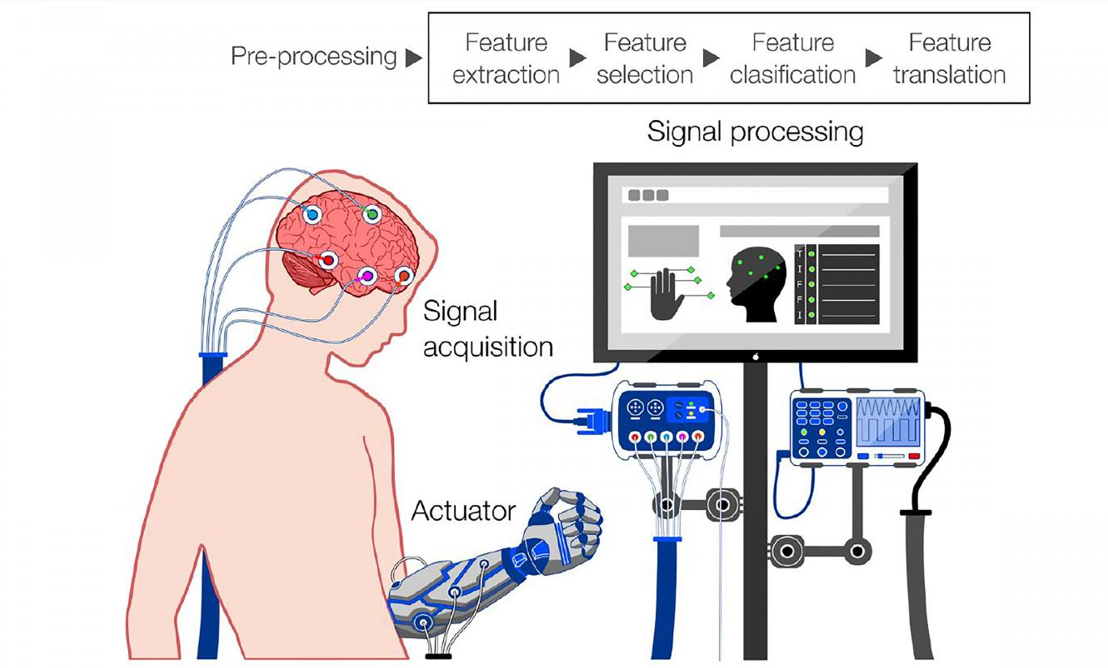 Pre-processing
Feature
extraction
Feature
selection
Feature
clasification
Feature
translation
Signal processing
T
I
F
F
I
Signal
acquisition
Actuator